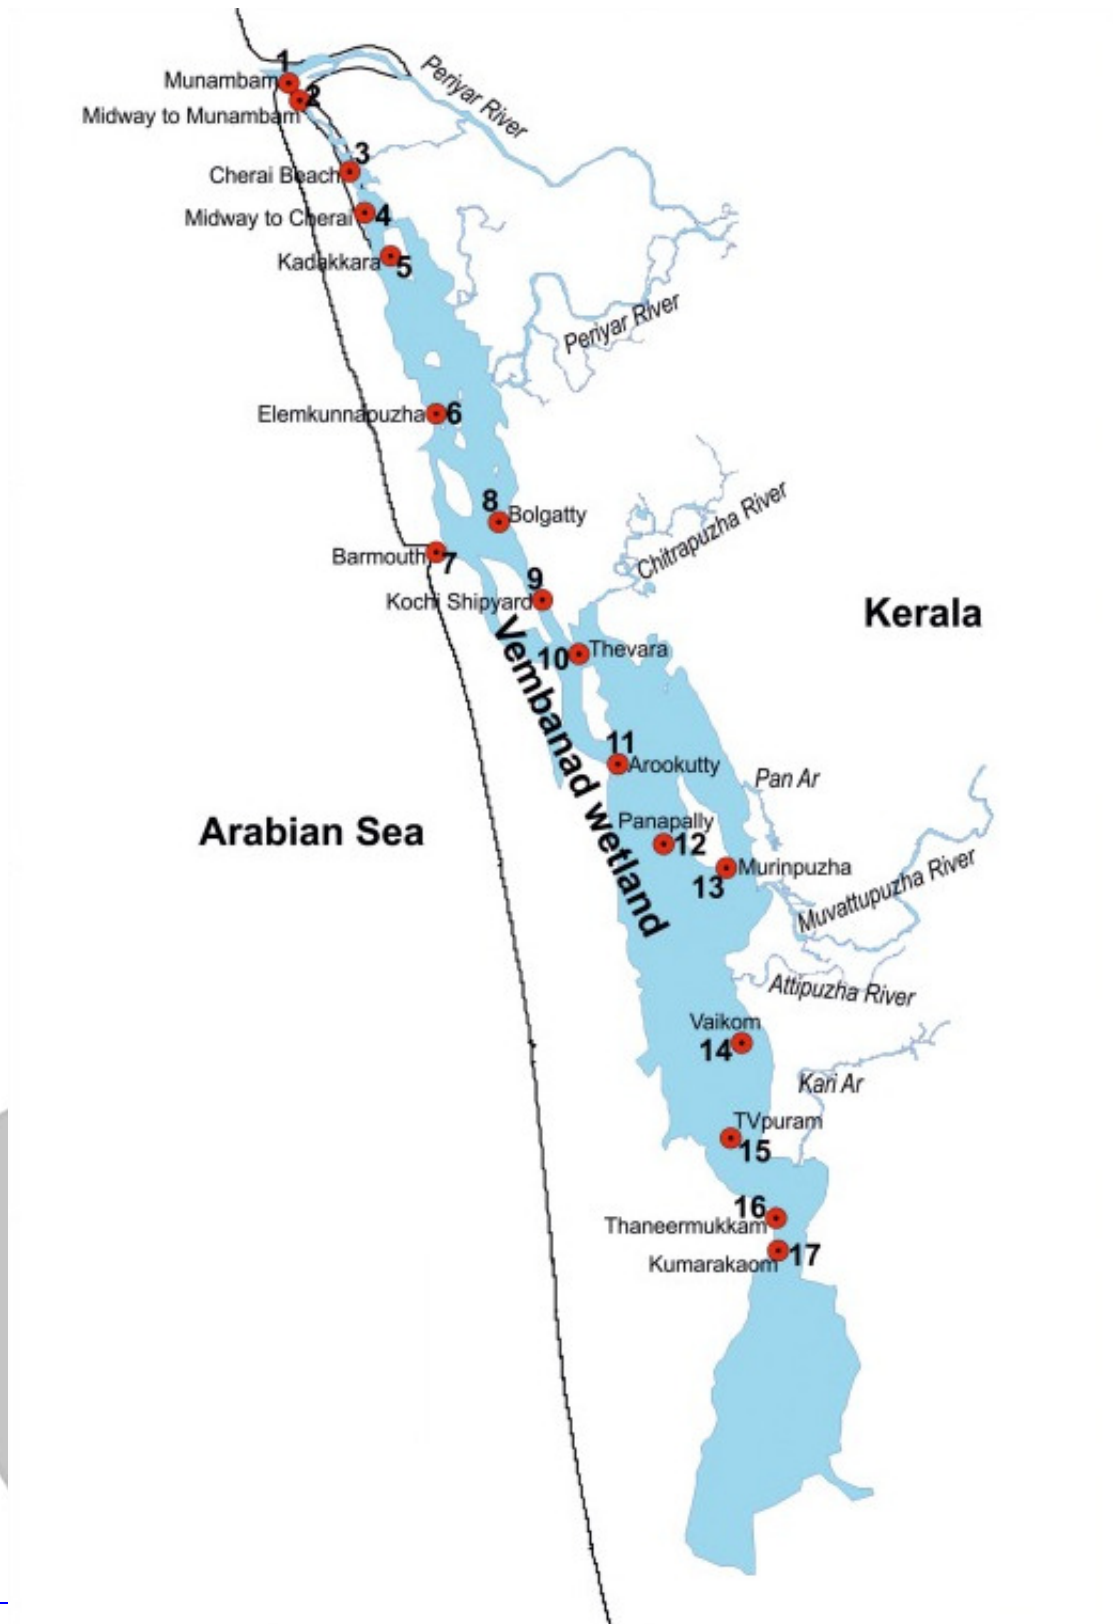 1
Munambam
2
Midway to Munambam
Periyar River
3
Cherai Beach
Midway to Cherai
4
Kadakkara
5
Periyar River
Elemkunnapuzha
6
8
Bolgatty
Chitrapuzha River
Barmouth
7
9
Kochi Shipyard
Kerala
10
Thevara
Vembanad wetland
11
Arookutty
Pan Ar
Arabian Sea
Panapally
12
Murinpuzha
13
Muvattupuzha River
Attipuzha River
Vaikom
14
Kari Ar
TVpuram
15
16
Thaneermukkam
Kumarakaom
17